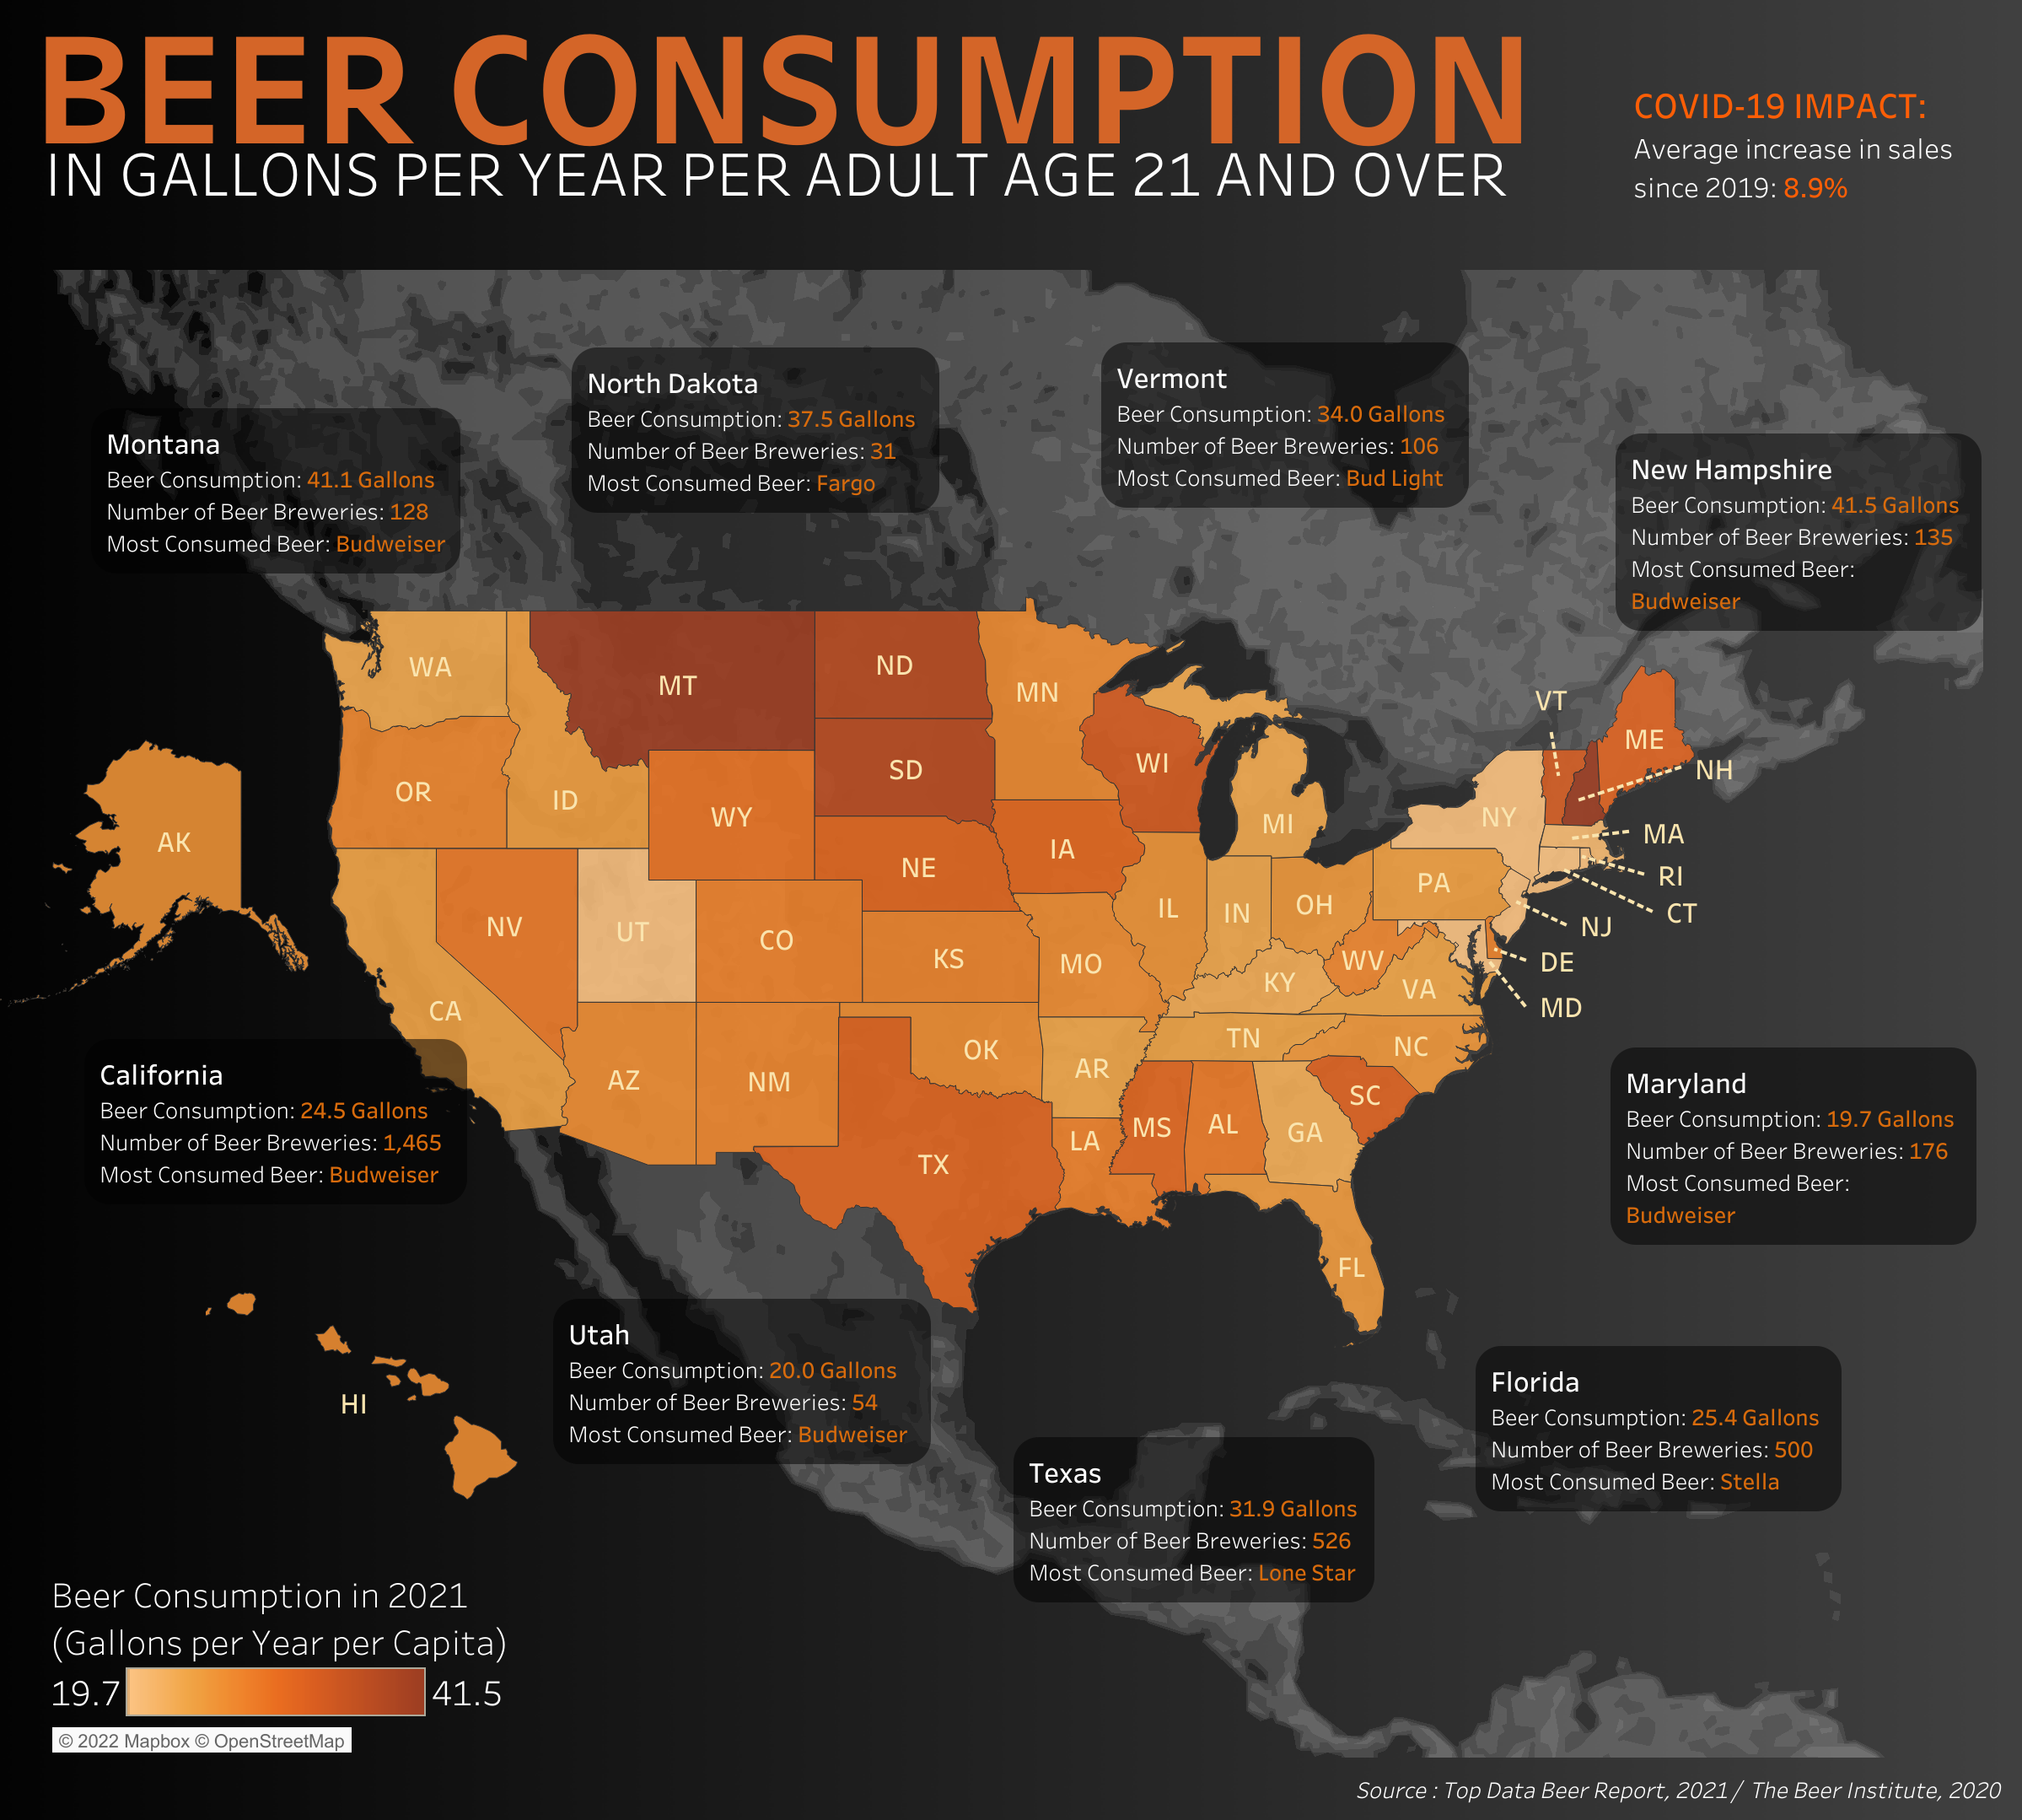 BEER CONSUMPTION
IN GALLONS PER YEAR PER ADULT AGE 21 AND OVER
COVID-19 IMPACT:
Average increase in sales
since 2019: 8.9%
Montana
Beer Consumption: 41.1 Gallons
Number of Beer Breweries: 128
Most Consumed Beer: Budweiser
North Dakota
Beer Consumption: 37.5 Gallons
Number of Beer Breweries: 31
Most Consumed Beer: Fargo
Vermont
Beer Consumption: 34.0 Gallons
Number of Beer Breweries: 106
Most Consumed Beer: Bud Light
New Hampshire
Beer Consumption: 41.5 Gallons
Number of Beer Breweries: 135
Most Consumed Beer:
Budweiser
WA
MT
ND
MN
VT
ME
OR
ID
WY
SD
WI
NH
AK
NE
IA
MI
NY
MA
RI
CT
NV
UT
CO
KS
MO
IL
IN
OH
PA
NJ
DE
MD
WV
VA
KY
CA
AZ
NM
OK
AR
TN
NC
SC
TX
LA
MS
AL
GA
FL
HI
California
Beer Consumption: 24.5 Gallons
Number of Beer Breweries: 1,465
Most Consumed Beer: Budweiser
Maryland
Beer Consumption: 19.7 Gallons
Number of Beer Breweries: 176
Most Consumed Beer:
Budweiser
Utah
Beer Consumption: 20.0 Gallons
Number of Beer Breweries: 54
Most Consumed Beer: Budweiser
Florida
Beer Consumption: 25.4 Gallons
Number of Beer Breweries: 500
Most Consumed Beer: Stella
Texas
Beer Consumption: 31.9 Gallons
Number of Beer Breweries: 526
Most Consumed Beer: Lone Star
Beer Consumption in 2021
(Gallons per Year per Capita)
19.7 41.5
© 2022 Mapbox © OpenStreetMap
Source : Top Data Beer Report, 2021 / The Beer Institute, 2020